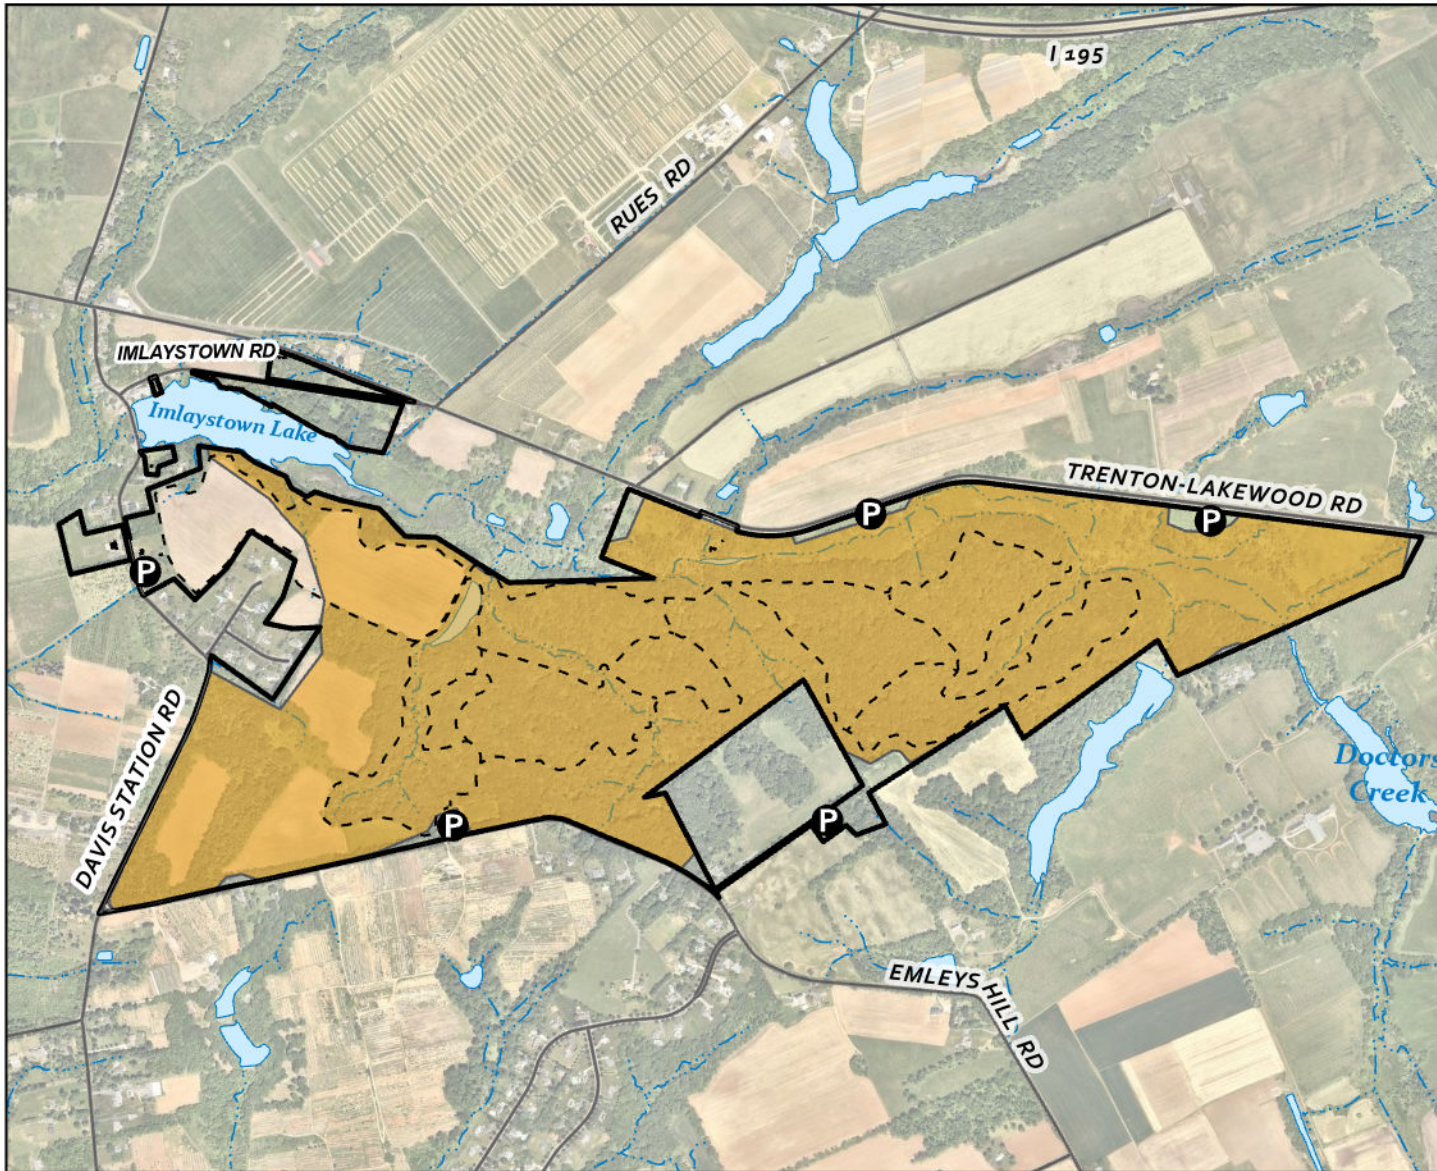 I 195
RUES RD
IMLAYSTOWN RD
Imlaystown Lake
TRENTON-LAKEWOOD RD
P
P
P
DAVIS STATION RD
Doctors
Creek
P
P
EMLEYS HILL RD